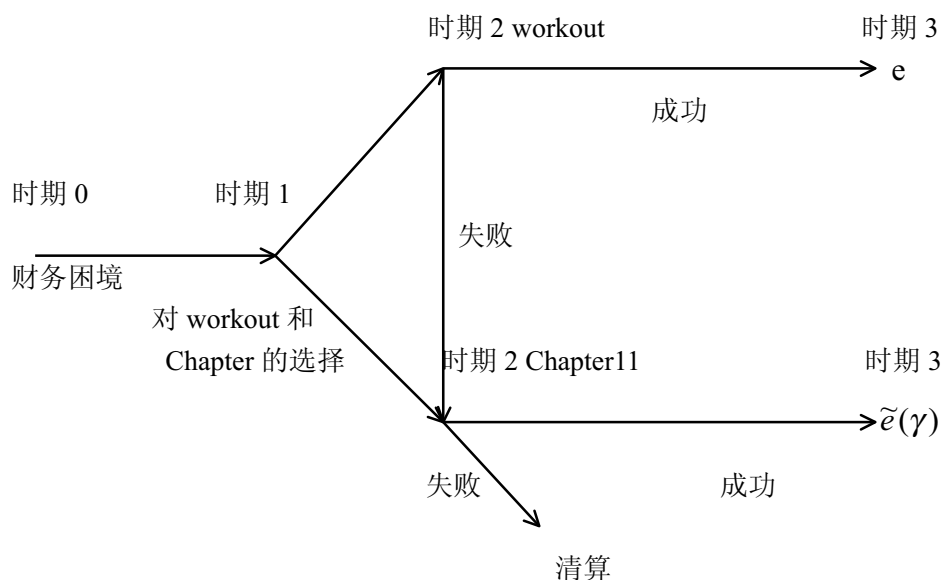 时期 2 workout
时期 3
e
成功
时期 0
时期 1
失败
财务困境
对 workout 和
Chapter 的选择
时期 2 Chapter11
时期 3
ẽ(γ)
失败
成功
清算